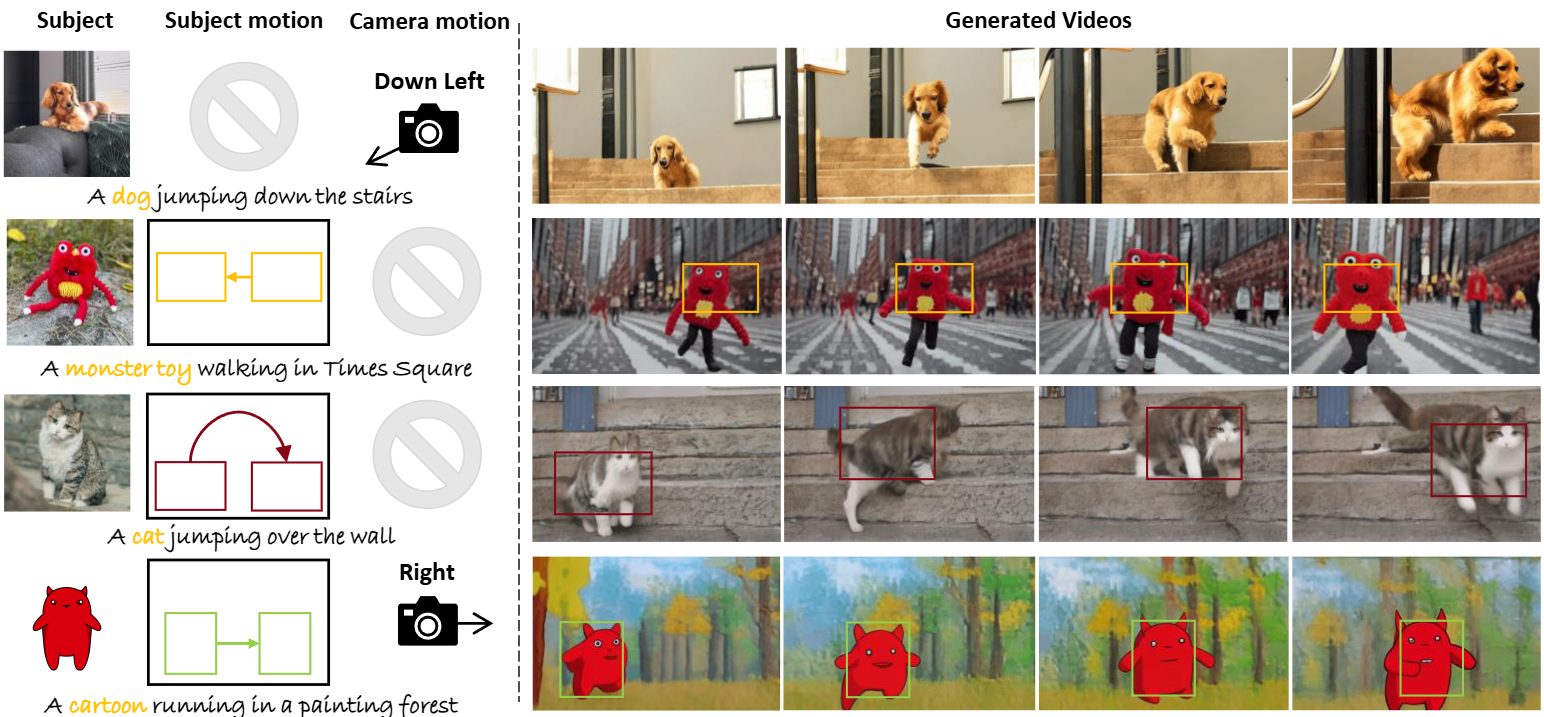 Subject
Subject motion
Camera motion
Generated Videos
Down Left
A dog jumping down the stairs
A monster toy walking in Times Square
A cat jumping over the wall
Right
A cartoon running in a painting forest